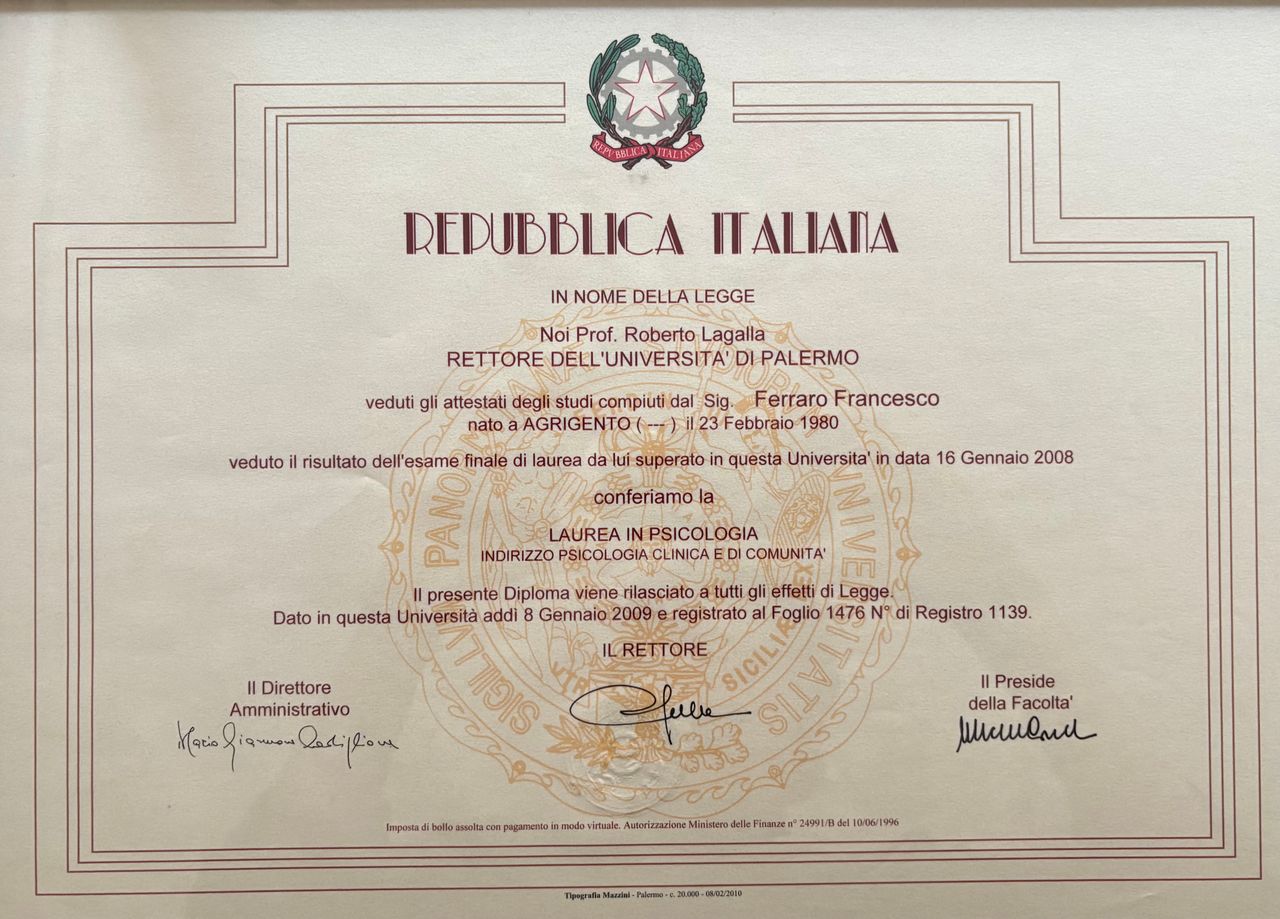 REPVBBLICA ITALIANA
REPUBBLICA ITALIANA
IN NOME DELLA LEGGE
Noi Prof. Roberto Lagalla
RETTORE DELL'UNIVERSITA' DI PALERMO
veduti gli attestati degli studi compiuti dal Sig. Ferraro Francesco
nato a AGRIGENTO ( --- ) il 23 Febbraio 1980
veduto il risultato dell'esame finale di laurea da lui superato in questa Universita' in data 16 Gennaio 2008
conferiamo la
LAUREA IN PSICOLOGIA
INDIRIZZO PSICOLOGIA CLINICA E DI COMUNITA'
Il presente Diploma viene rilasciato a tutti gli effetti di Legge.
Dato in questa Università addì 8 Gennaio 2009 e registrato al Foglio 1476 N° di Registro 1139.
IL RETTORE
Il Direttore
Amministrativo
Il Preside
della Facolta'
Imposta di bollo assolta con pagamento in modo virtuale. Autorizzazione Ministero delle Finanze n° 24991/B del 10/06/1996
Tipografia Mazzini - Palermo - c. 20.000 - 08/02/2010